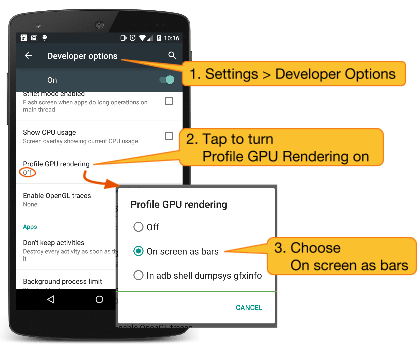 10:16
Developer options
On
1. Settings > Developer Options
Strict mode enabled
Flash screen when apps do long operations on
main thread
Show CPU usage
Screen overlay showing current CPU usage
2. Tap to turn
Profile GPU Rendering on
Profile GPU rendering
Off
Enable OpenGL traces
None
Apps
Don't keep activities
Destroy every activity as soon as th
it
Background process limit
Profile GPU rendering
Off
On screen as bars
In adb shell dumpsys gfxinfo
CANCEL
3. Choose
On screen as bars